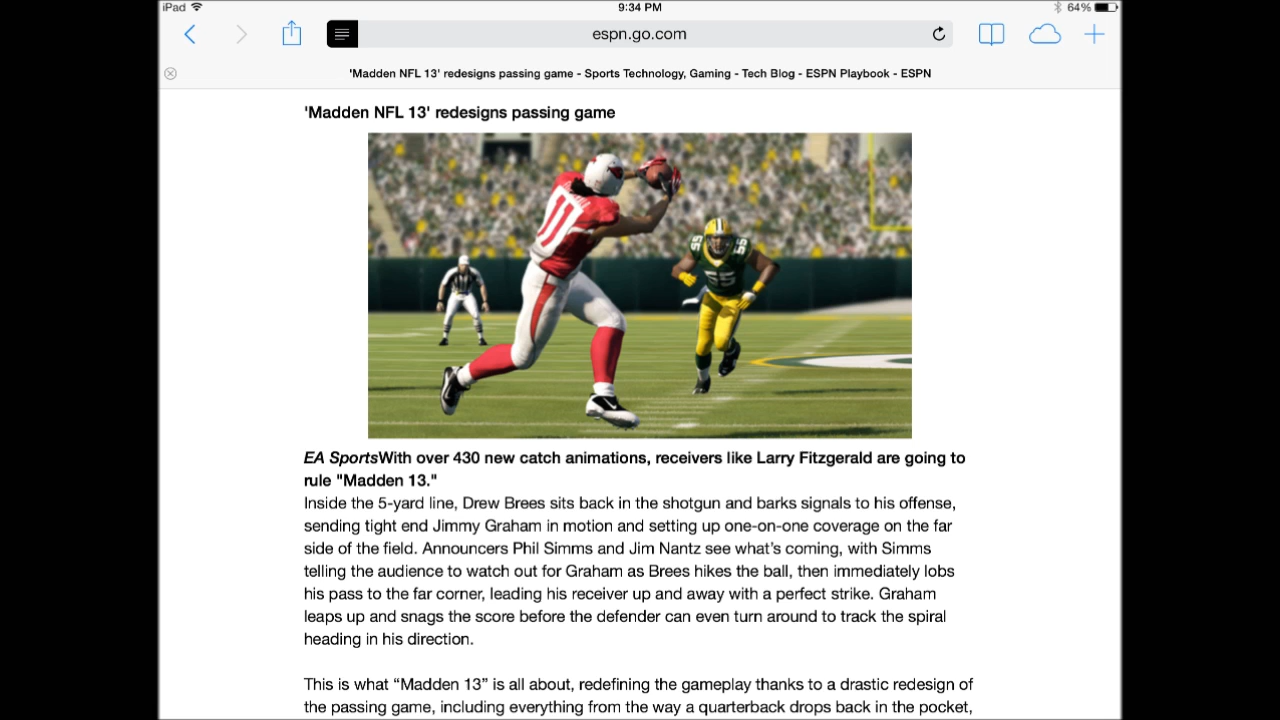 iPad 9:34 PM 64%
espn.go.com
'Madden NFL 13' redesigns passing game - Sports Technology, Gaming - Tech Blog - ESPN Playbook - ESPN
'Madden NFL 13' redesigns passing game
11
55
55
55
EA SportsWith over 430 new catch animations, receivers like Larry Fitzgerald are going to
rule "Madden 13."
Inside the 5-yard line, Drew Brees sits back in the shotgun and barks signals to his offense,
sending tight end Jimmy Graham in motion and setting up one-on-one coverage on the far
side of the field. Announcers Phil Simms and Jim Nantz see what’s coming, with Simms
telling the audience to watch out for Graham as Brees hikes the ball, then immediately lobs
his pass to the far corner, leading his receiver up and away with a perfect strike. Graham
leaps up and snags the score before the defender can even turn around to track the spiral
heading in his direction.
This is what “Madden 13” is all about, redefining the gameplay thanks to a drastic redesign of
the passing game, including everything from the way a quarterback drops back in the pocket,